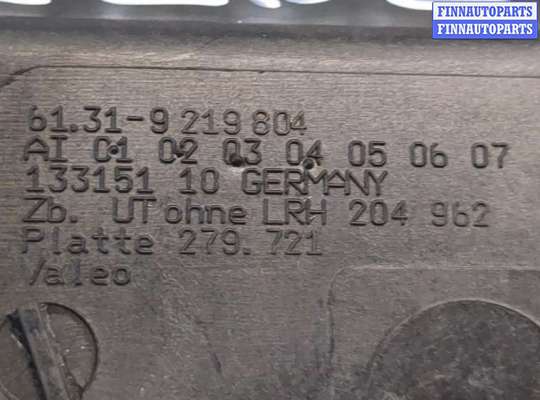 FINNAUTOPARTS
FINNAUTOPARTS
61.31-9 219 804
AI 01 02 03 04 05 06 07
133151 10 GERMANY
Zb. UT ohne LRH 204 962
Platte 279.721
Valeo